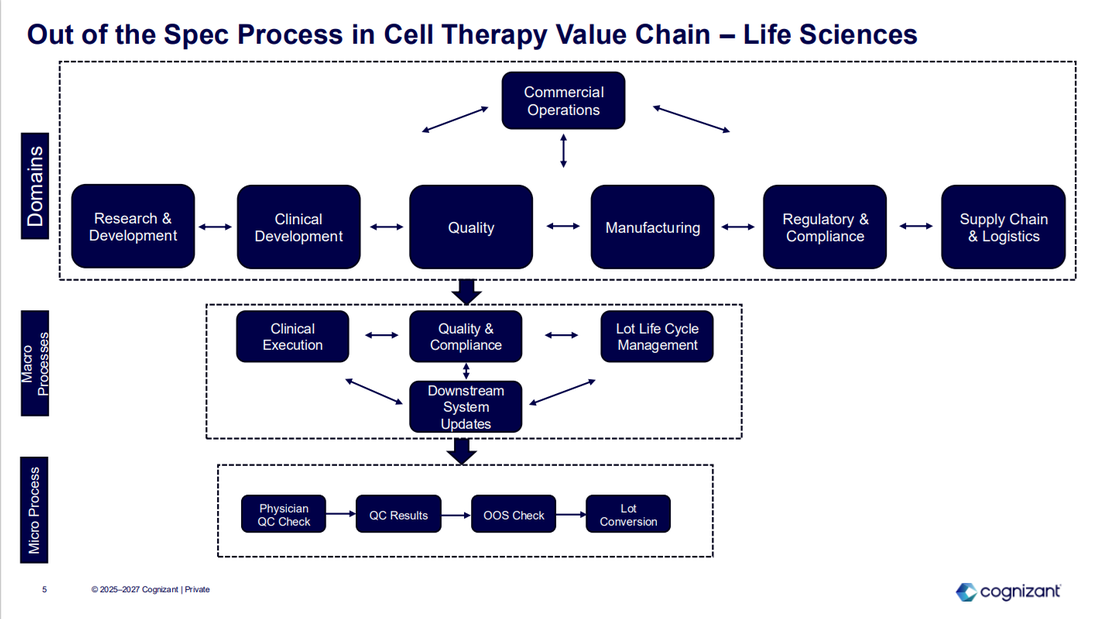 Out of the Spec Process in Cell Therapy Value Chain – Life Sciences
Domains
Commercial
Operations
Research &
Development
Clinical
Development
Quality
Manufacturing
Regulatory &
Compliance
Supply Chain
& Logistics
Macro
Processes
Clinical
Execution
Quality &
Compliance
Lot Life Cycle
Management
Downstream
System
Updates
Micro Process
Physician
QC Check
QC Results
OOS Check
Lot
Conversion
5
© 2025–2027 Cognizant | Private
cognizant